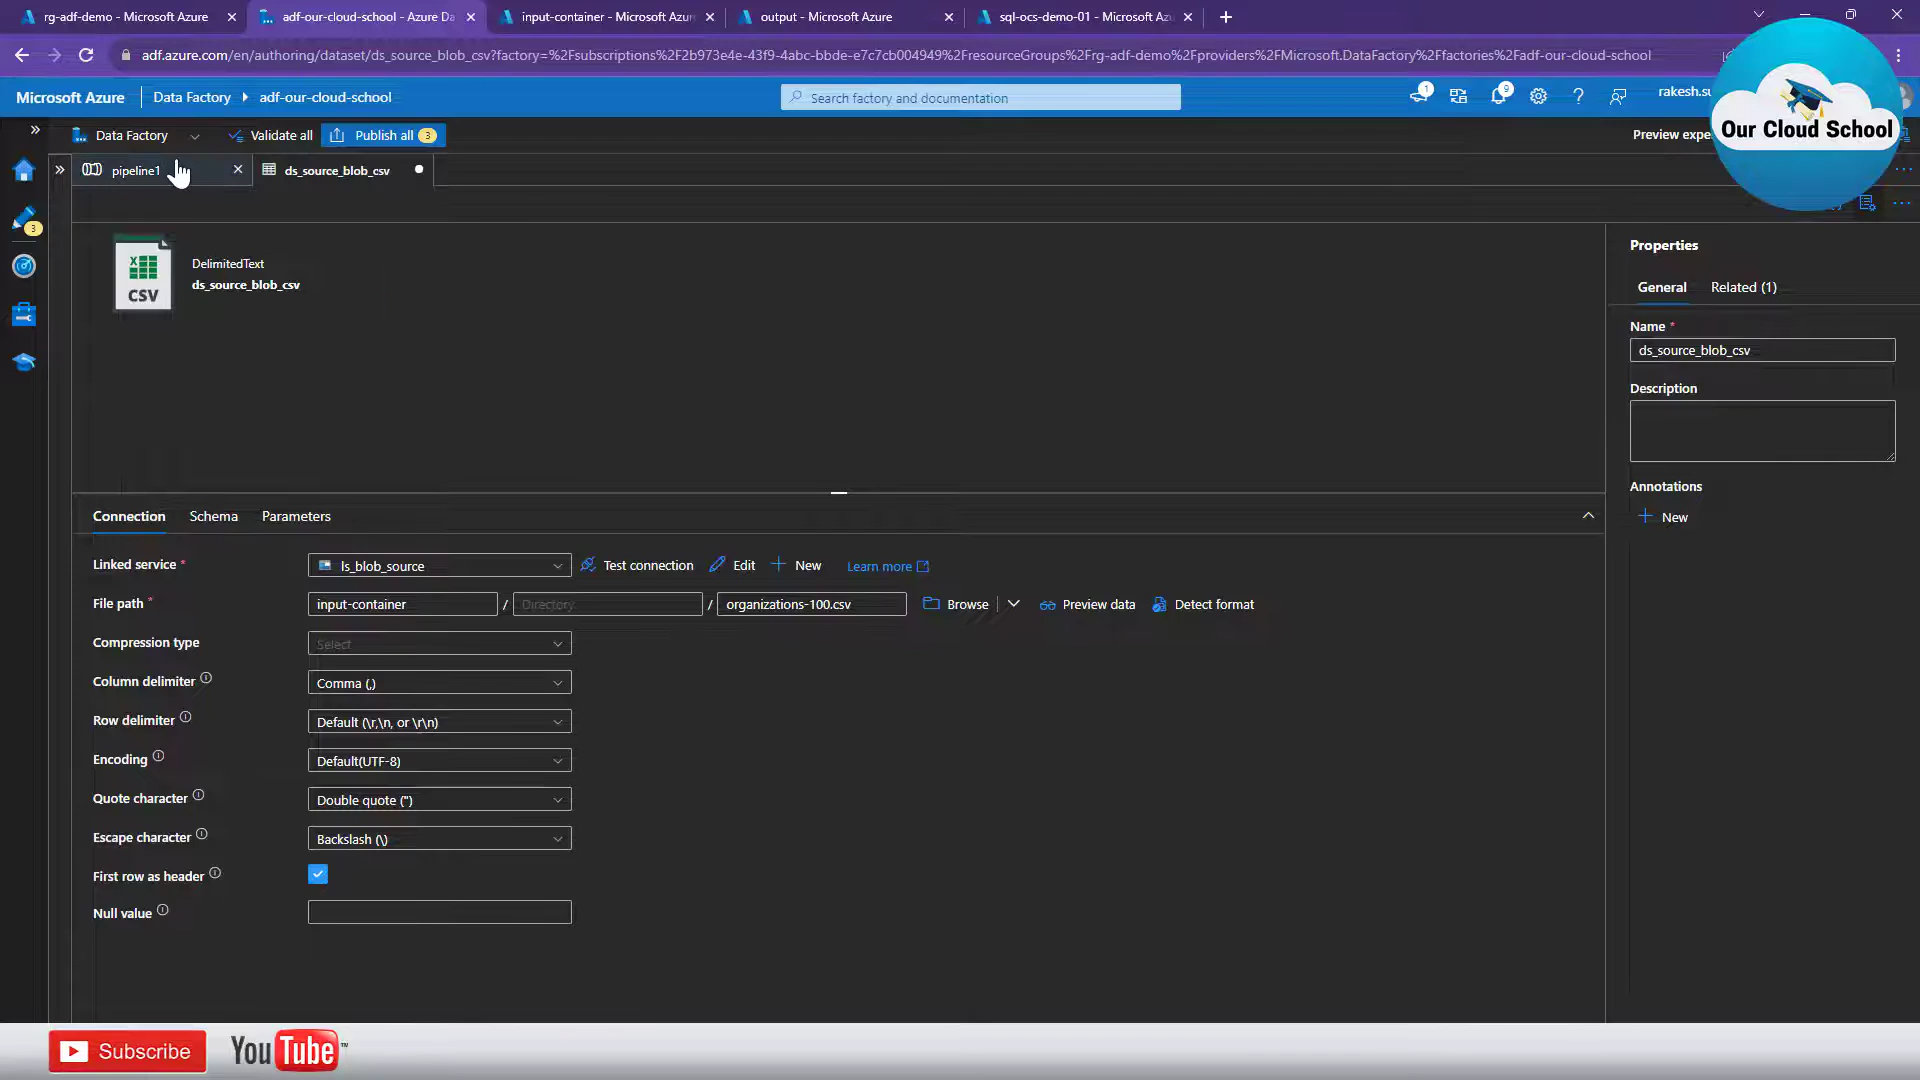 rg-adf-demo - Microsoft Azure
adf-our-cloud-school - Azure Da
input-container - Microsoft Azur
output - Microsoft Azure
sql-ocs-demo-01 - Microsoft Azu
adf.azure.com/en/authoring/dataset/ds_source_blob_csv?factory=%2Fsubscriptions%2F2b973e4e-43f9-4abc-bbde-e7c7cb004949%2FresourceGroups%2Frg-adf-demo%2Fproviders%2FMicrosoft.DataFactory%2Ffactories%2Fadf-our-cloud-school
Microsoft Azure
Data Factory
adf-our-cloud-school
Search factory and documentation
1
9
rakesh.su
Our Cloud School
Data Factory
Validate all
Publish all
3
Preview expe
pipeline1
ds_source_blob_csv
3
CSV
DelimitedText
ds_source_blob_csv
Properties
General
Related (1)
Name *
ds_source_blob_csv
Description
Annotations
New
Connection
Schema
Parameters
Linked service *
ls_blob_source
Test connection
Edit
New
Learn more
File path *
input-container
/
Directory
/
organizations-100.csv
Browse
Preview data
Detect format
Compression type
Select
Column delimiter
Comma (,)
Row delimiter
Default (\r,\n, or \r\n)
Encoding
Default(UTF-8)
Quote character
Double quote (")
Escape character
Backslash (\)
First row as header
Null value
Subscribe
YouTube